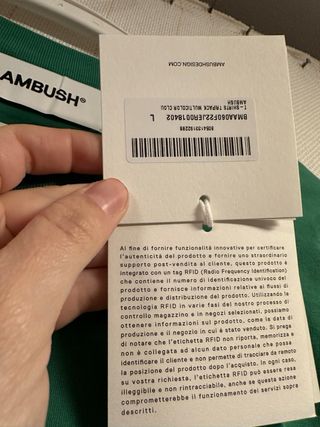 AMBUSH®
AMBUSHDESIGN.COM
T-SHIRTS TRPACK MULTICOLOR CLOU
AMBUSH
L
Al fine di fornire funzionalità innovative per certificare
l'autenticità del prodotto e fornire uno straordinario
supporto post-vendita al cliente, questo prodotto è
integrato con un tag RFID (Radio Frequency Identification)
che contiene il numero di identificazione univoco del
prodotto e fornisce informazioni relative ai flussi di
produzione e distribuzione del prodotto. Utilizzando la
tecnologia RFID in varie fasi del nostro processo di
controllo magazzino e in negozi selezionati, possiamo
ottenere informazioni sul prodotto, come la data di
produzione e il negozio in cui è stato venduto. Si prega
di notare che l'etichetta RFID non riporta, memorizza e
non è collegata ad alcun dato personale che possa
identificare il cliente e non permette di tracciare da remoto
la posizione del prodotto dopo l'acquisto. In ogni caso,
su vostra richiesta, l'etichetta RFID può essere resa
illeggibile e non rintracciabile, anche se questa azione
comprometterebbe il funzionamento dei servizi sopra
descritti.